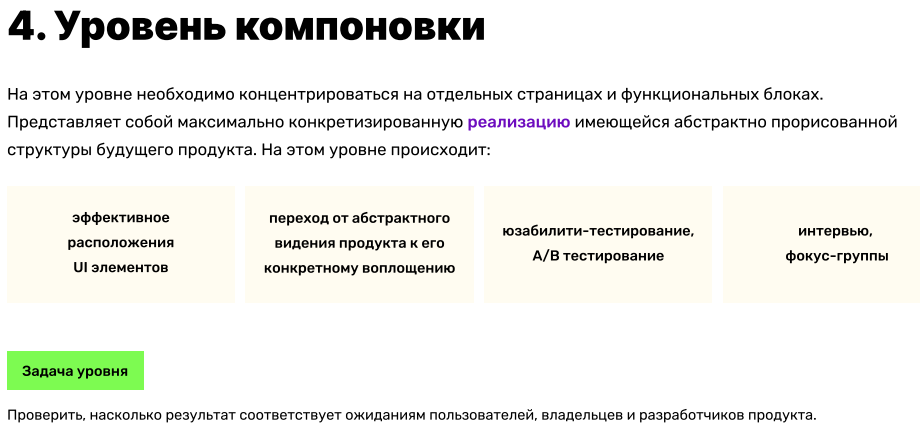 4. Уровень компоновки
На этом уровне необходимо концентрироваться на отдельных страницах и функциональных блоках.
Представляет собой максимально конкретизированную реализацию имеющейся абстрактно прорисованной
структуры будущего продукта. На этом уровне происходит:
эффективное
расположения
UI элементов
переход от абстрактного
видения продукта к его
конкретному воплощению
юзабилити-тестирование,
A/B тестирование
интервью,
фокус-группы
Задача уровня
Проверить, насколько результат соответствует ожиданиям пользователей, владельцев и разработчиков продукта.